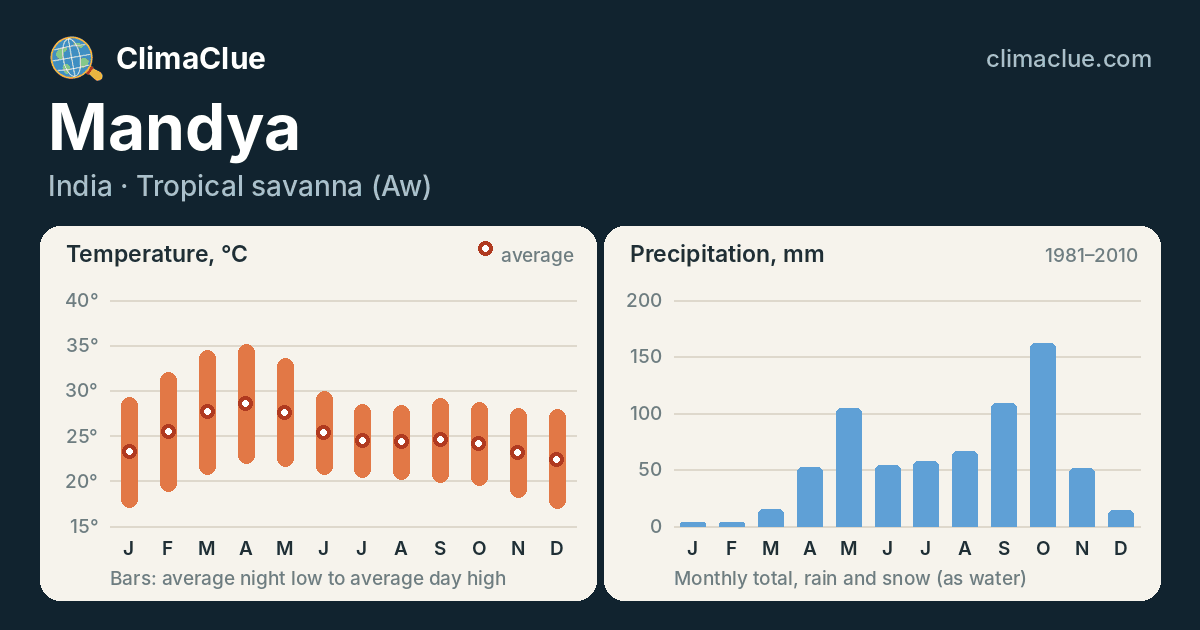 ClimaClue
climaclue.com
Mandya
India · Tropical savanna (Aw)
Temperature, °C
average
40°
35°
30°
25°
20°
15°
J F M A M J J A S O N D
Bars: average night low to average day high
Precipitation, mm
1981–2010
200
150
100
50
0
J F M A M J J A S O N D
Monthly total, rain and snow (as water)